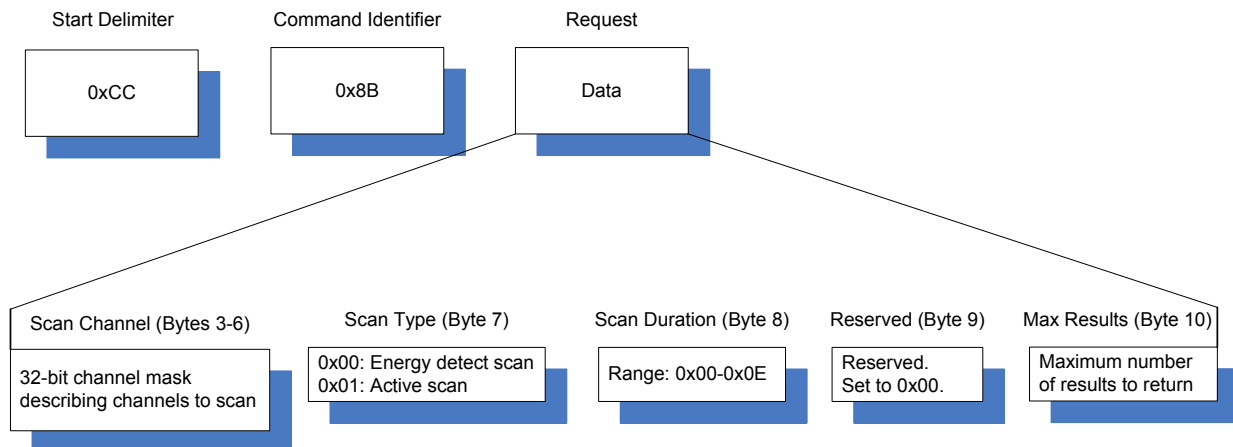 Start Delimiter
Command Identifier
Request
0xCC
0x8B
Data
Scan Channel (Bytes 3-6)
Scan Type (Byte 7)
Scan Duration (Byte 8)
Reserved (Byte 9)
Max Results (Byte 10)
32-bit channel mask
describing channels to scan
0x00: Energy detect scan
0x01: Active scan
Range: 0x00-0x0E
Reserved.
Set to 0x00.
Maximum number
of results to return